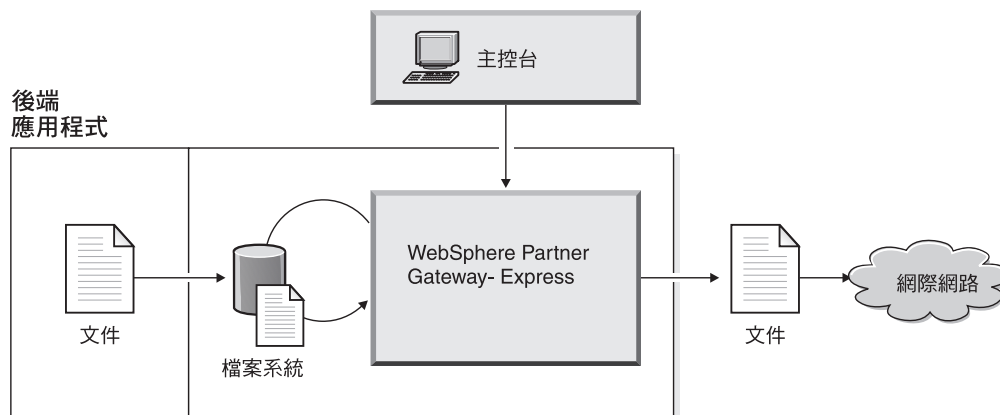 主控台
後端
應用程式
WebSphere Partner
Gateway- Express
文件
檔案系統
文件
網際網路